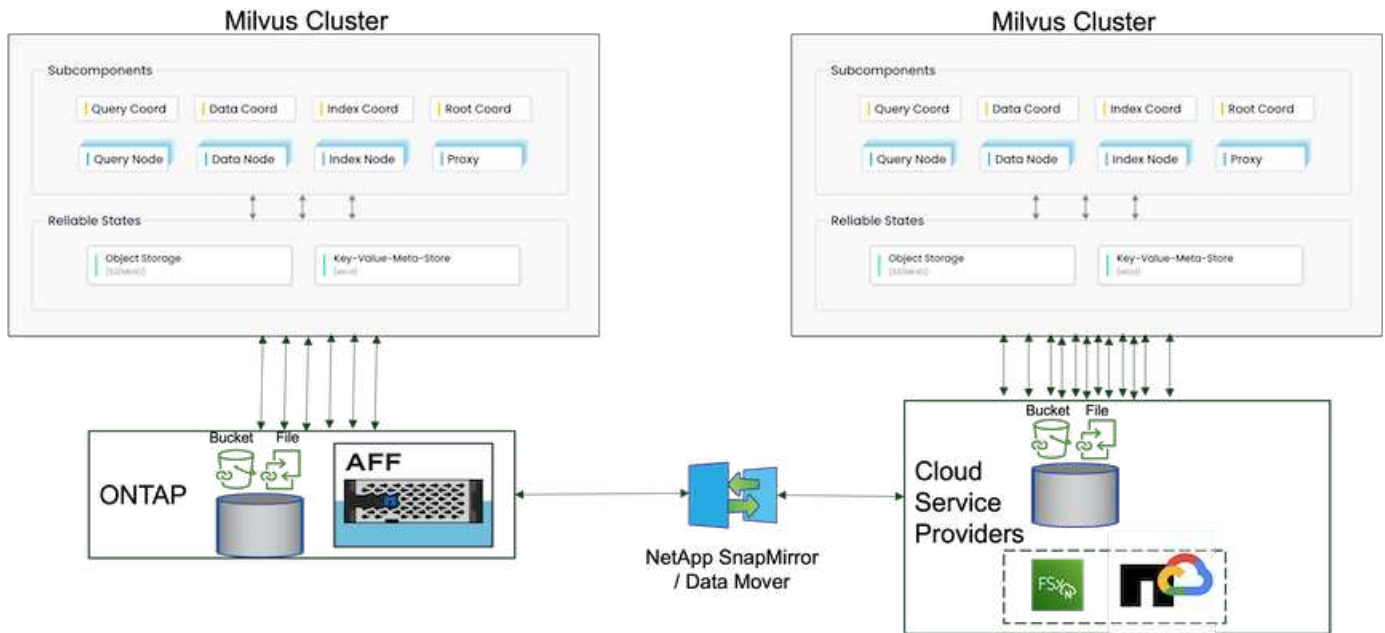 Milvus Cluster
Subcomponents
Query Coord
Data Coord
Index Coord
Root Coord
Query Node
Data Node
Index Node
Proxy
Reliable States
Object Storage
Key-Value-Meta-Store
Milvus Cluster
Subcomponents
Query Coord
Data Coord
Index Coord
Root Coord
Query Node
Data Node
Index Node
Proxy
Reliable States
Object Storage
Key-Value-Meta-Store
ONTAP
Bucket
File
AFF
NetApp SnapMirror
/ Data Mover
Bucket
File
Cloud
Service
Providers
FSx
N